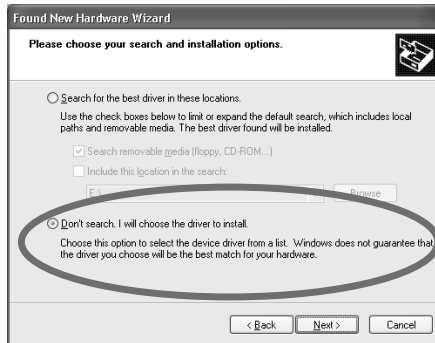 Found New Hardware Wizard
Please choose your search and installation options.
Search for the best driver in these locations.
Use the check boxes below to limit or expand the default search, which includes local
paths and removable media. The best driver found will be installed.
Search removable media (floppy, CD-ROM...)
Include this location in the search:
E:\
Browse
Don't search. I will choose the driver to install.
Choose this option to select the device driver from a list. Windows does not guarantee that
the driver you choose will be the best match for your hardware.
< Back
Next >
Cancel